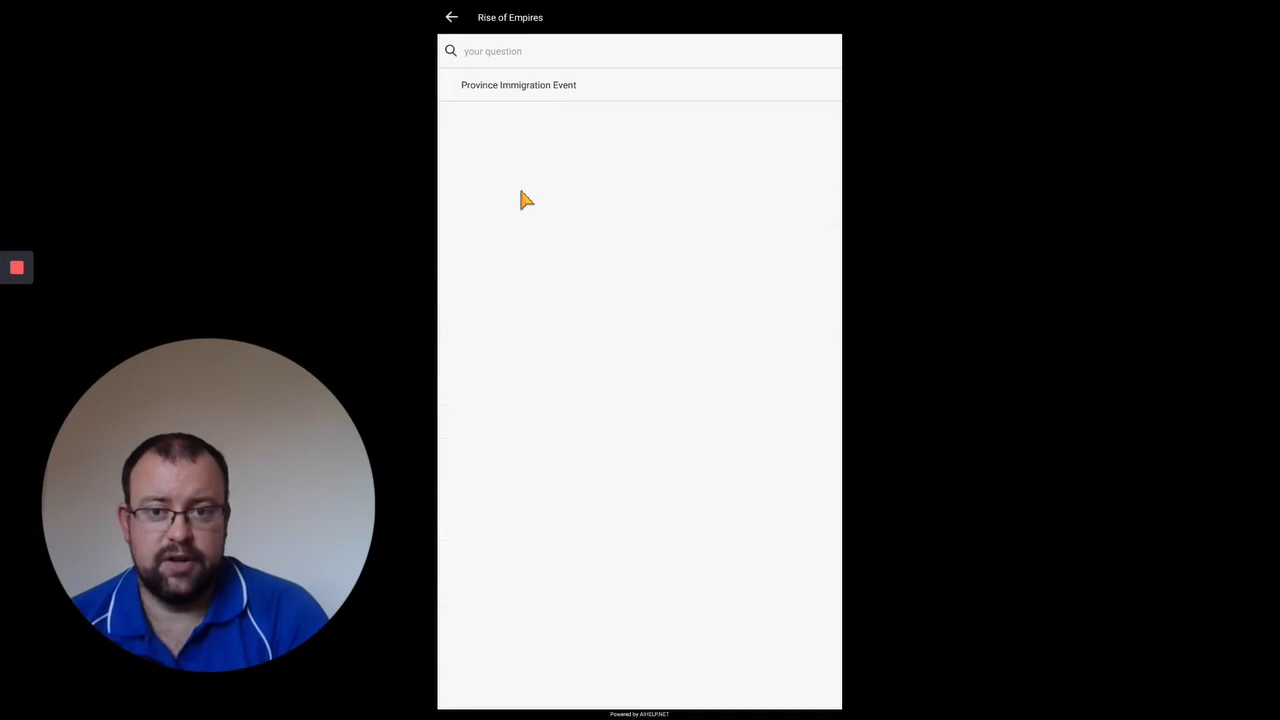 Rise of Empires
your question
Province Immigration Event
Powered by AIHELP.NET